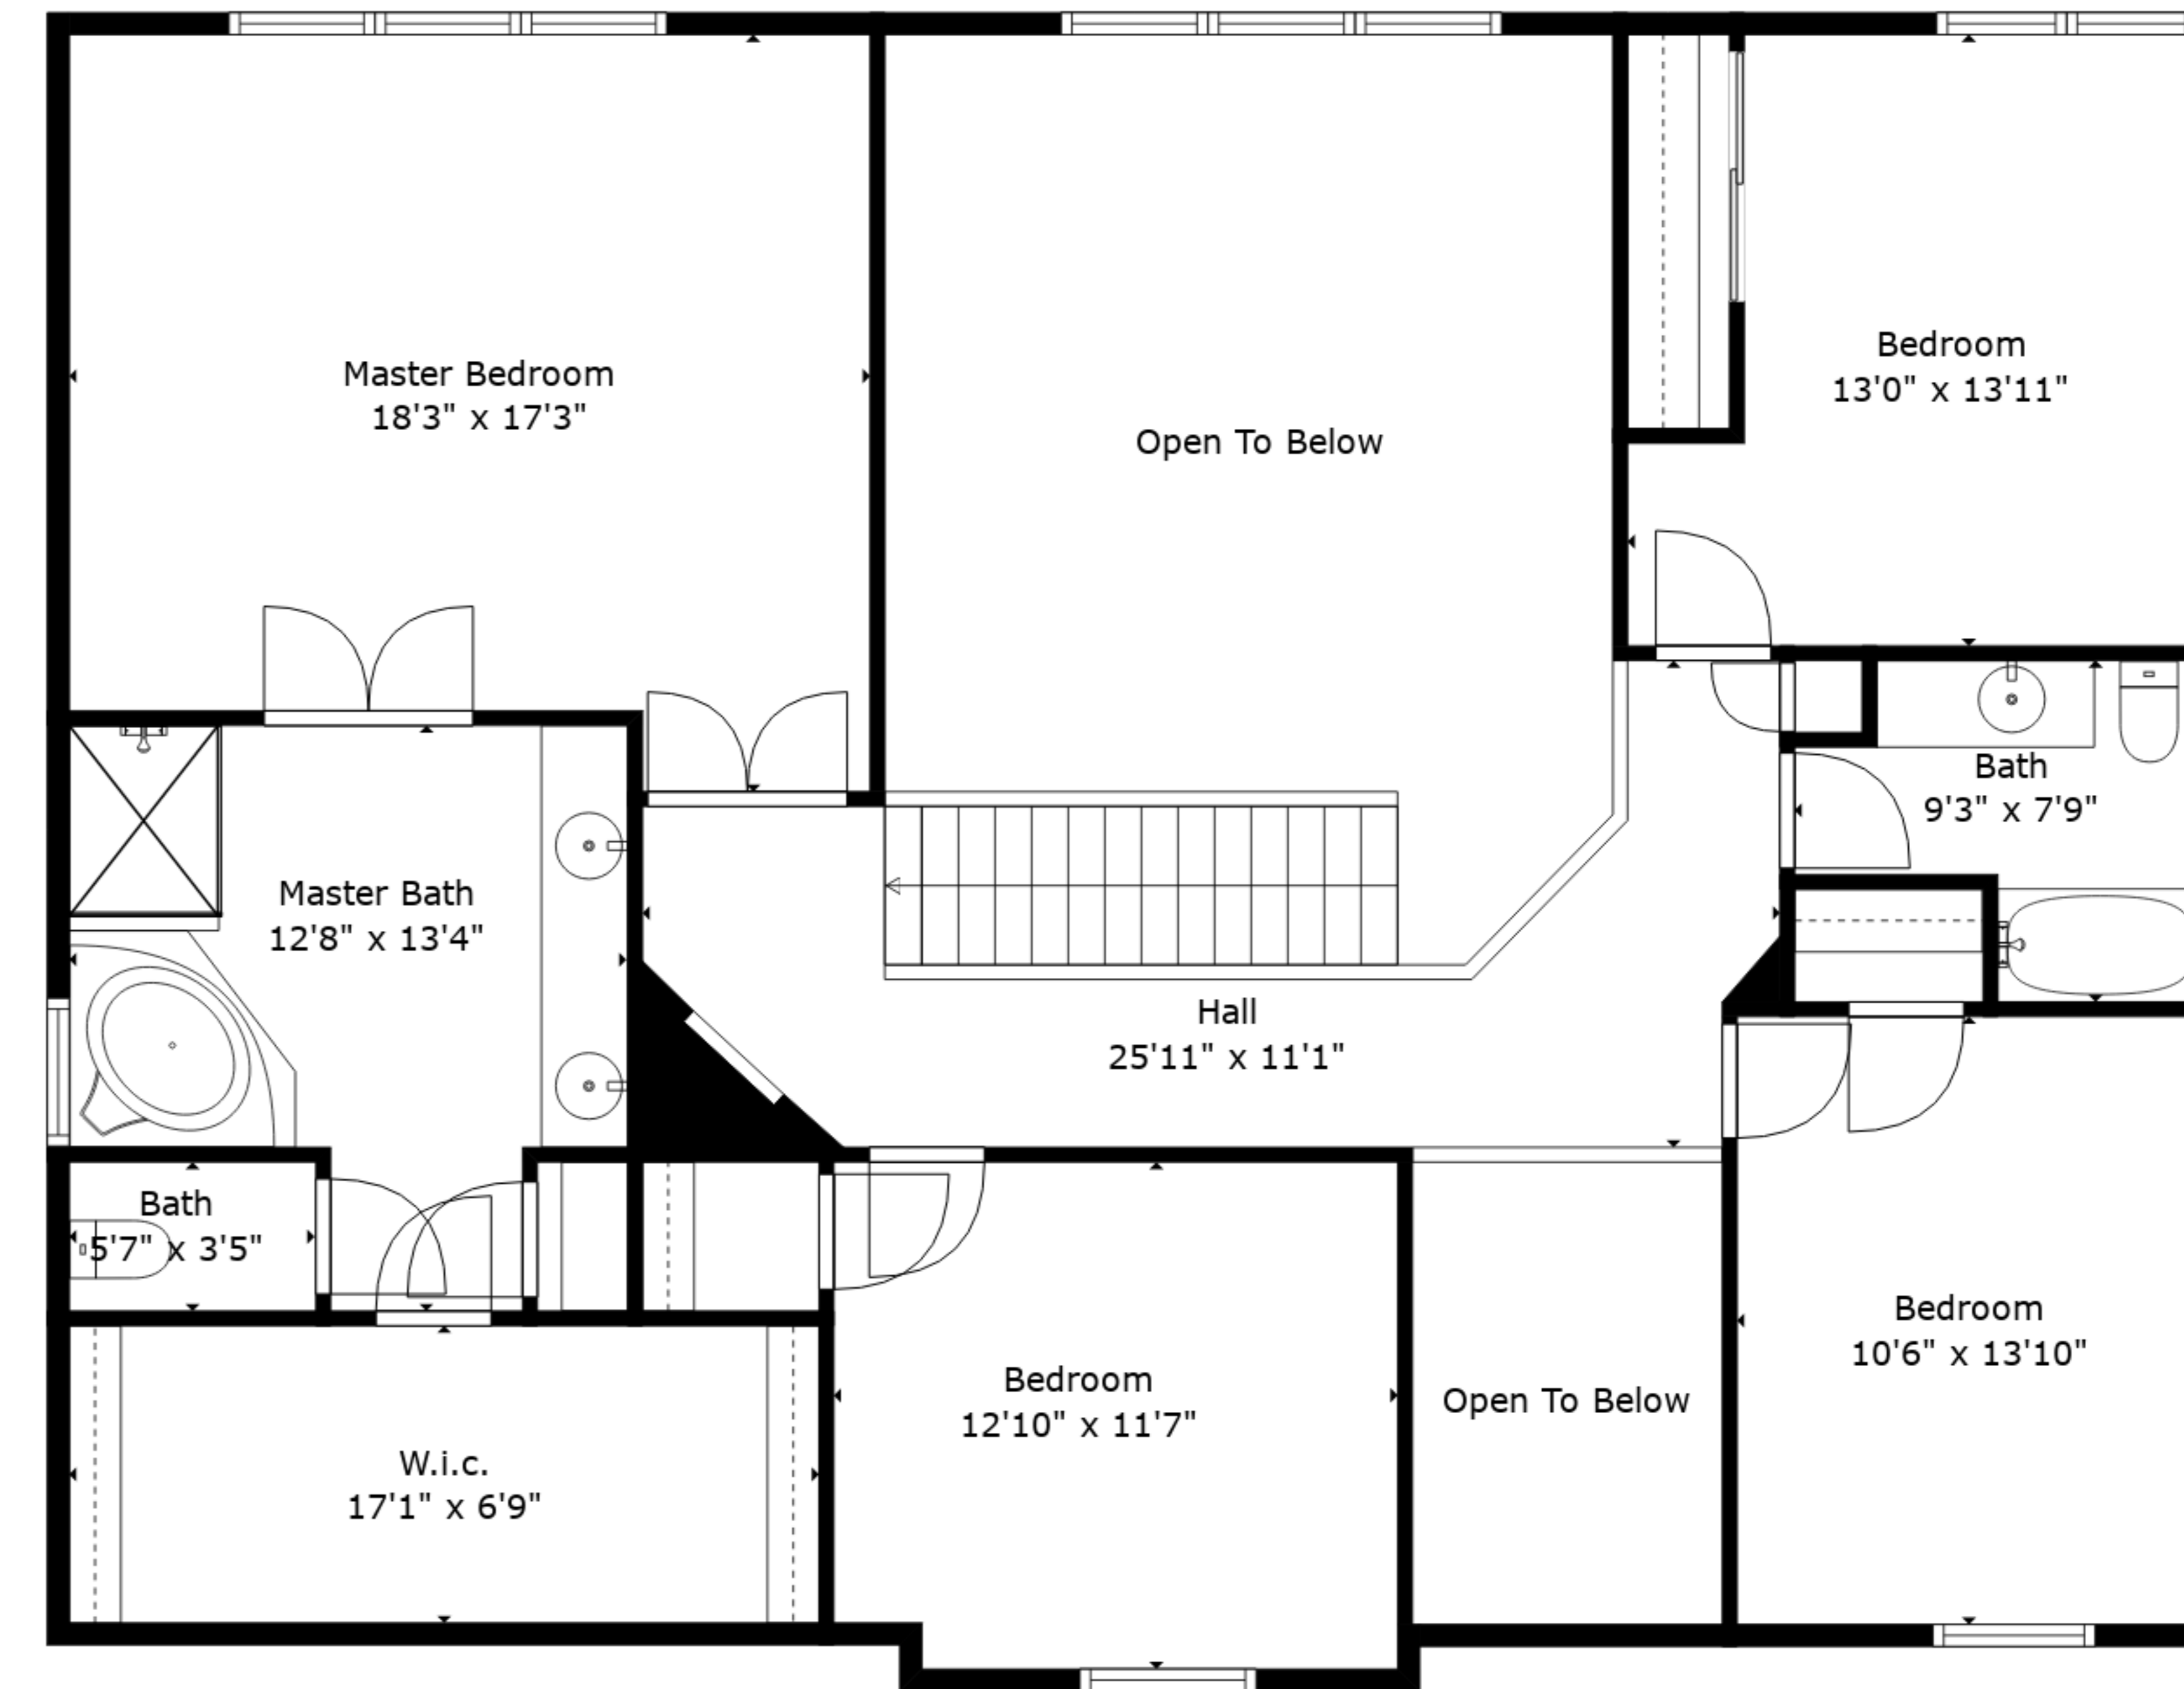 Master Bedroom
18'3" x 17'3"
Open To Below
Bedroom
13'0" x 13'11"
Bath
9'3" x 7'9"
Master Bath
12'8" x 13'4"
Hall
25'11" x 11'1"
Bath
5'7" x 3'5"
W.i.c.
17'1" x 6'9"
Bedroom
12'10" x 11'7"
Open To Below
Bedroom
10'6" x 13'10"